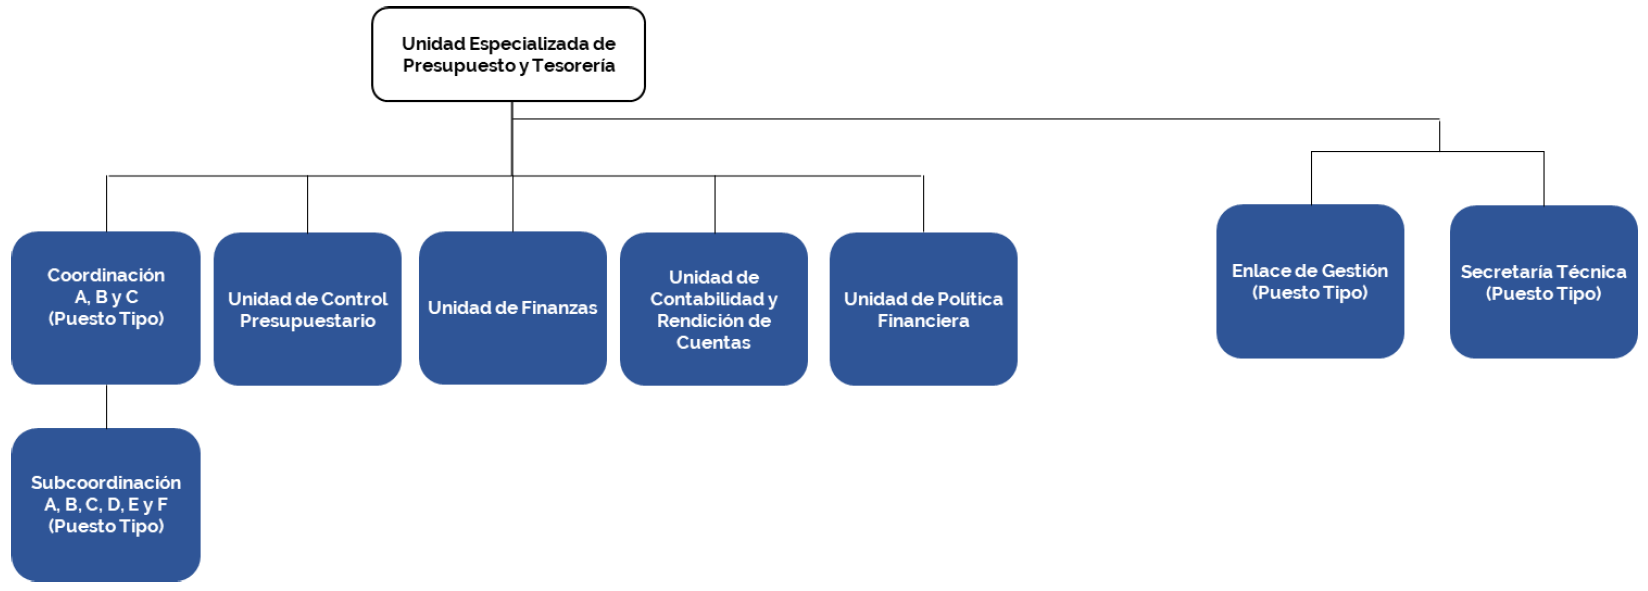 Unidad Especializada de
Presupuesto y Tesorería
Coordinación
A, B y C
(Puesto Tipo)
Unidad de Control
Presupuestario
Unidad de Finanzas
Unidad de
Contabilidad y
Rendición de
Cuentas
Unidad de Política
Financiera
Enlace de Gestión
(Puesto Tipo)
Secretaría Técnica
(Puesto Tipo)
Subcoordinación
A, B, C, D, E y F
(Puesto Tipo)